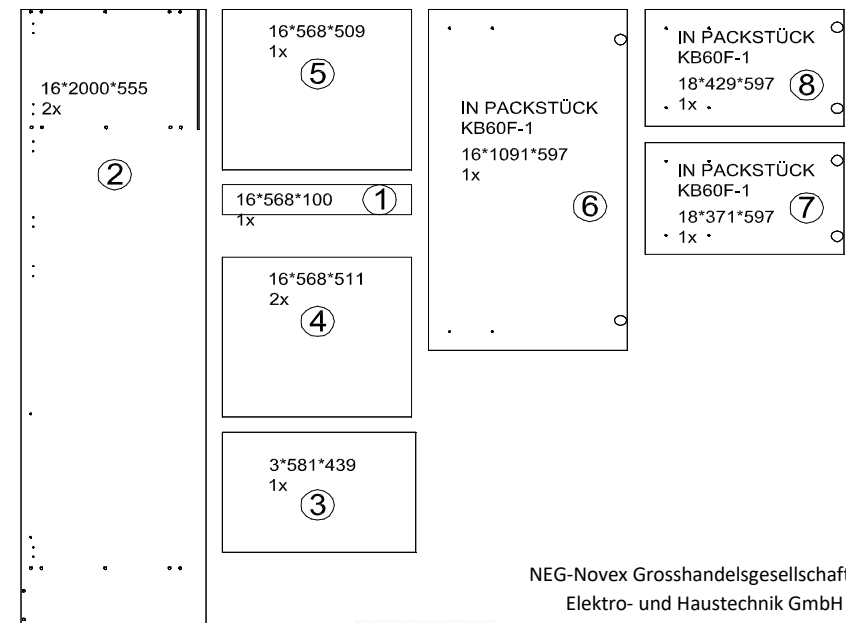 16*2000*555
2x
2
16*568*509
1x
5
16*568*100
1x
1
16*568*511
2x
4
3*581*439
1x
3
IN PACKSTÜCK
KB60F-1
16*1091*597
1x
6
IN PACKSTÜCK
KB60F-1
18*429*597
1x
8
IN PACKSTÜCK
KB60F-1
18*371*597
1x
7
NEG-Novex Grosshandelsgesellschaft
Elektro- und Haustechnik GmbH